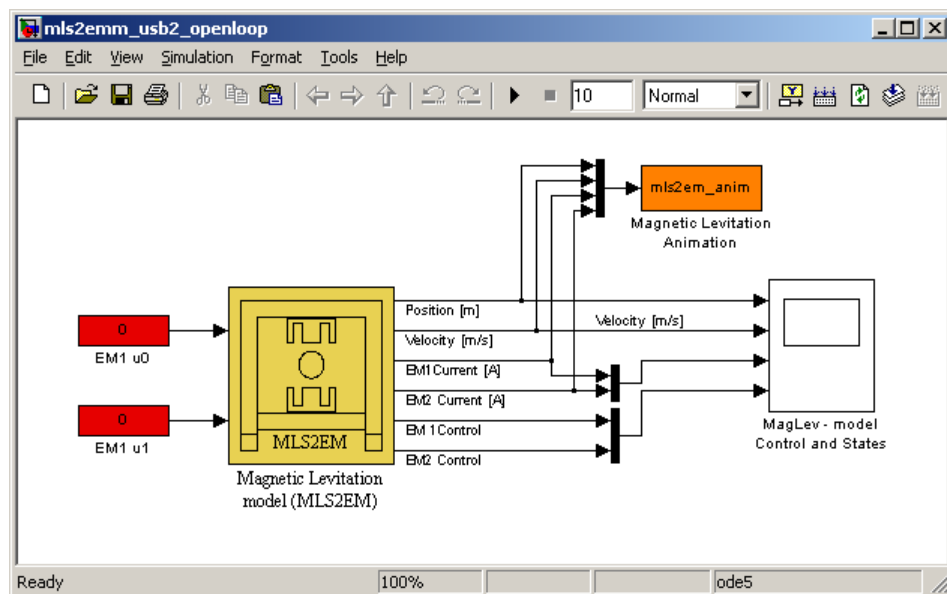 mls2emm_usb2_openloop
File Edit View Simulation Format Tools Help
10 Normal
mls2em_anim
Magnetic Levitation
Animation
Position [m]
Velocity [m/s]
Velocity [m/s]
EM1Current [A]
EM2 Current [A]
EM 1Control
EM2 Control
0
EM1 u0
0
EM1 u1
MLS2EM
Magnetic Levitation
model (MLS2EM)
MagLev - model
Control and States
Ready 100% ode5